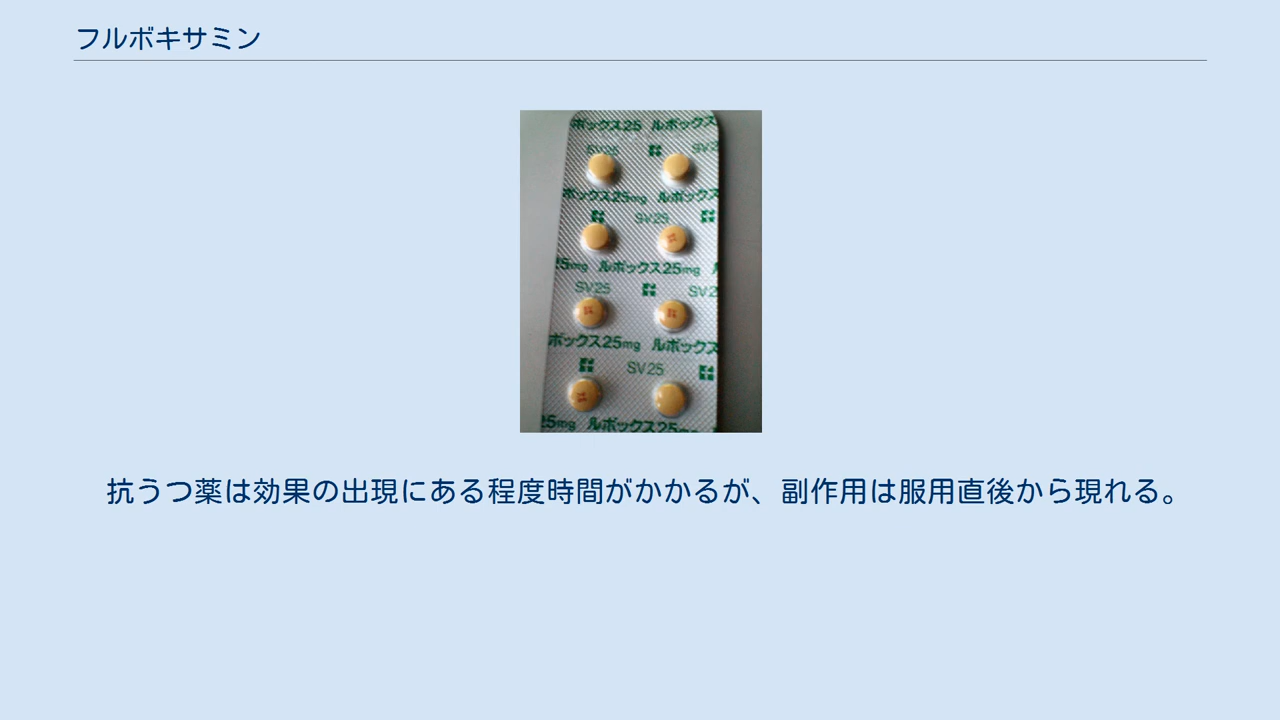 フルボキサミン
ボックス25 ルボックス
SV25 SV2
ボックス25mg ルボックス
SV25
25mg ルボックス25mg ル
SV25 SV2
ボックス25mg ルボックス
SV25
25mg ルボックス25mg
抗うつ薬は効果の出現にある程度時間がかかるが、副作用は服用直後から現れる。